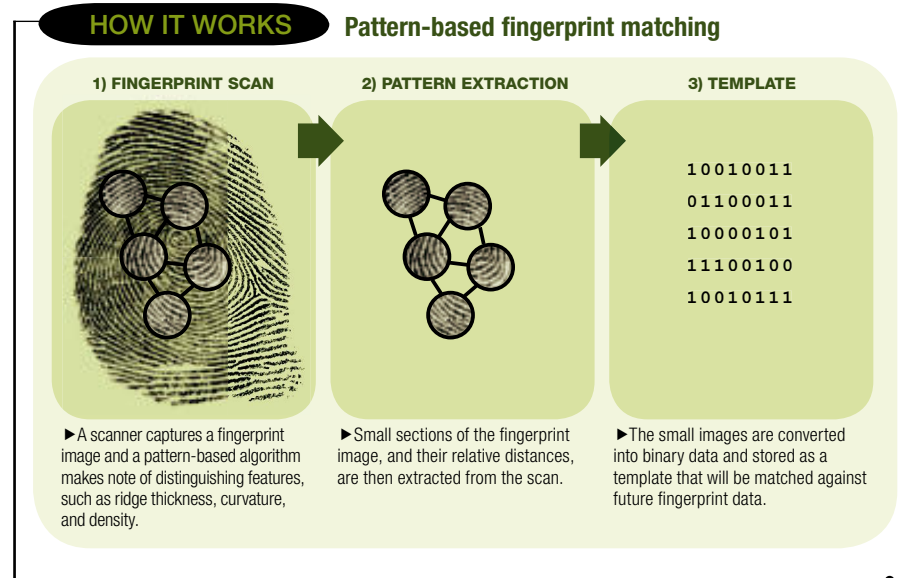 HOW IT WORKS Pattern-based fingerprint matching
1) FINGERPRINT SCAN
►A scanner captures a fingerprint
image and a pattern-based algorithm
makes note of distinguishing features,
such as ridge thickness, curvature,
and density.
2) PATTERN EXTRACTION
►Small sections of the fingerprint
image, and their relative distances,
are then extracted from the scan.
3) TEMPLATE
10010011
01100011
10000101
11100100
10010111
►The small images are converted
into binary data and stored as a
template that will be matched against
future fingerprint data.